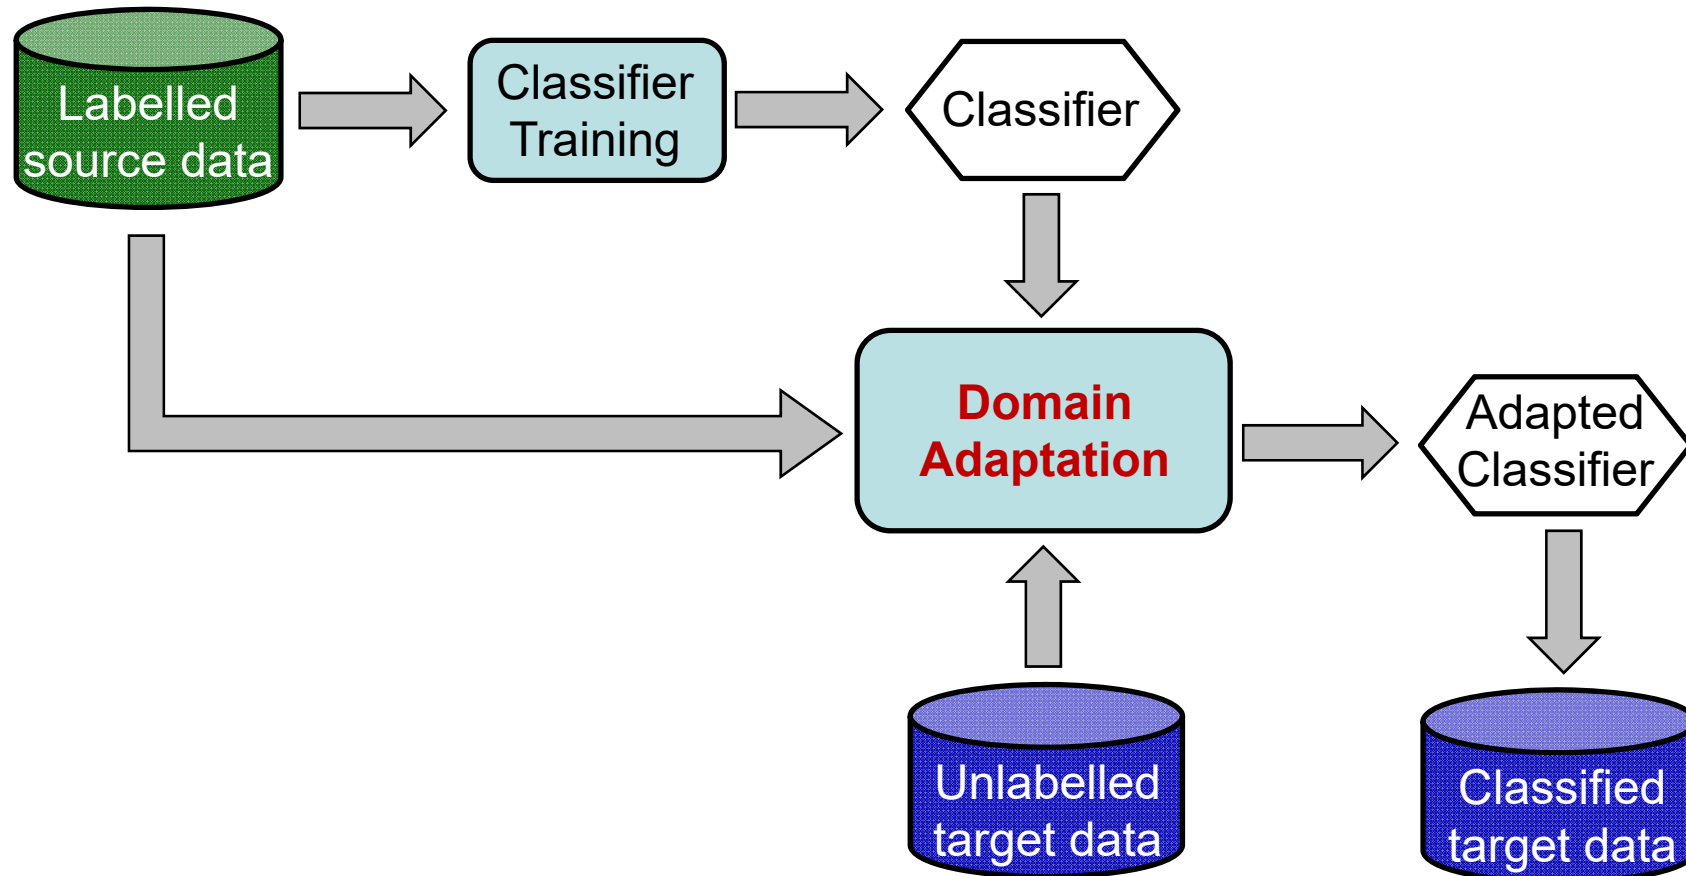 Labelled
source data
Classifier
Training
Classifier
Domain
Adaptation
Adapted
Classifier
Unlabelled
target data
Classified
target data